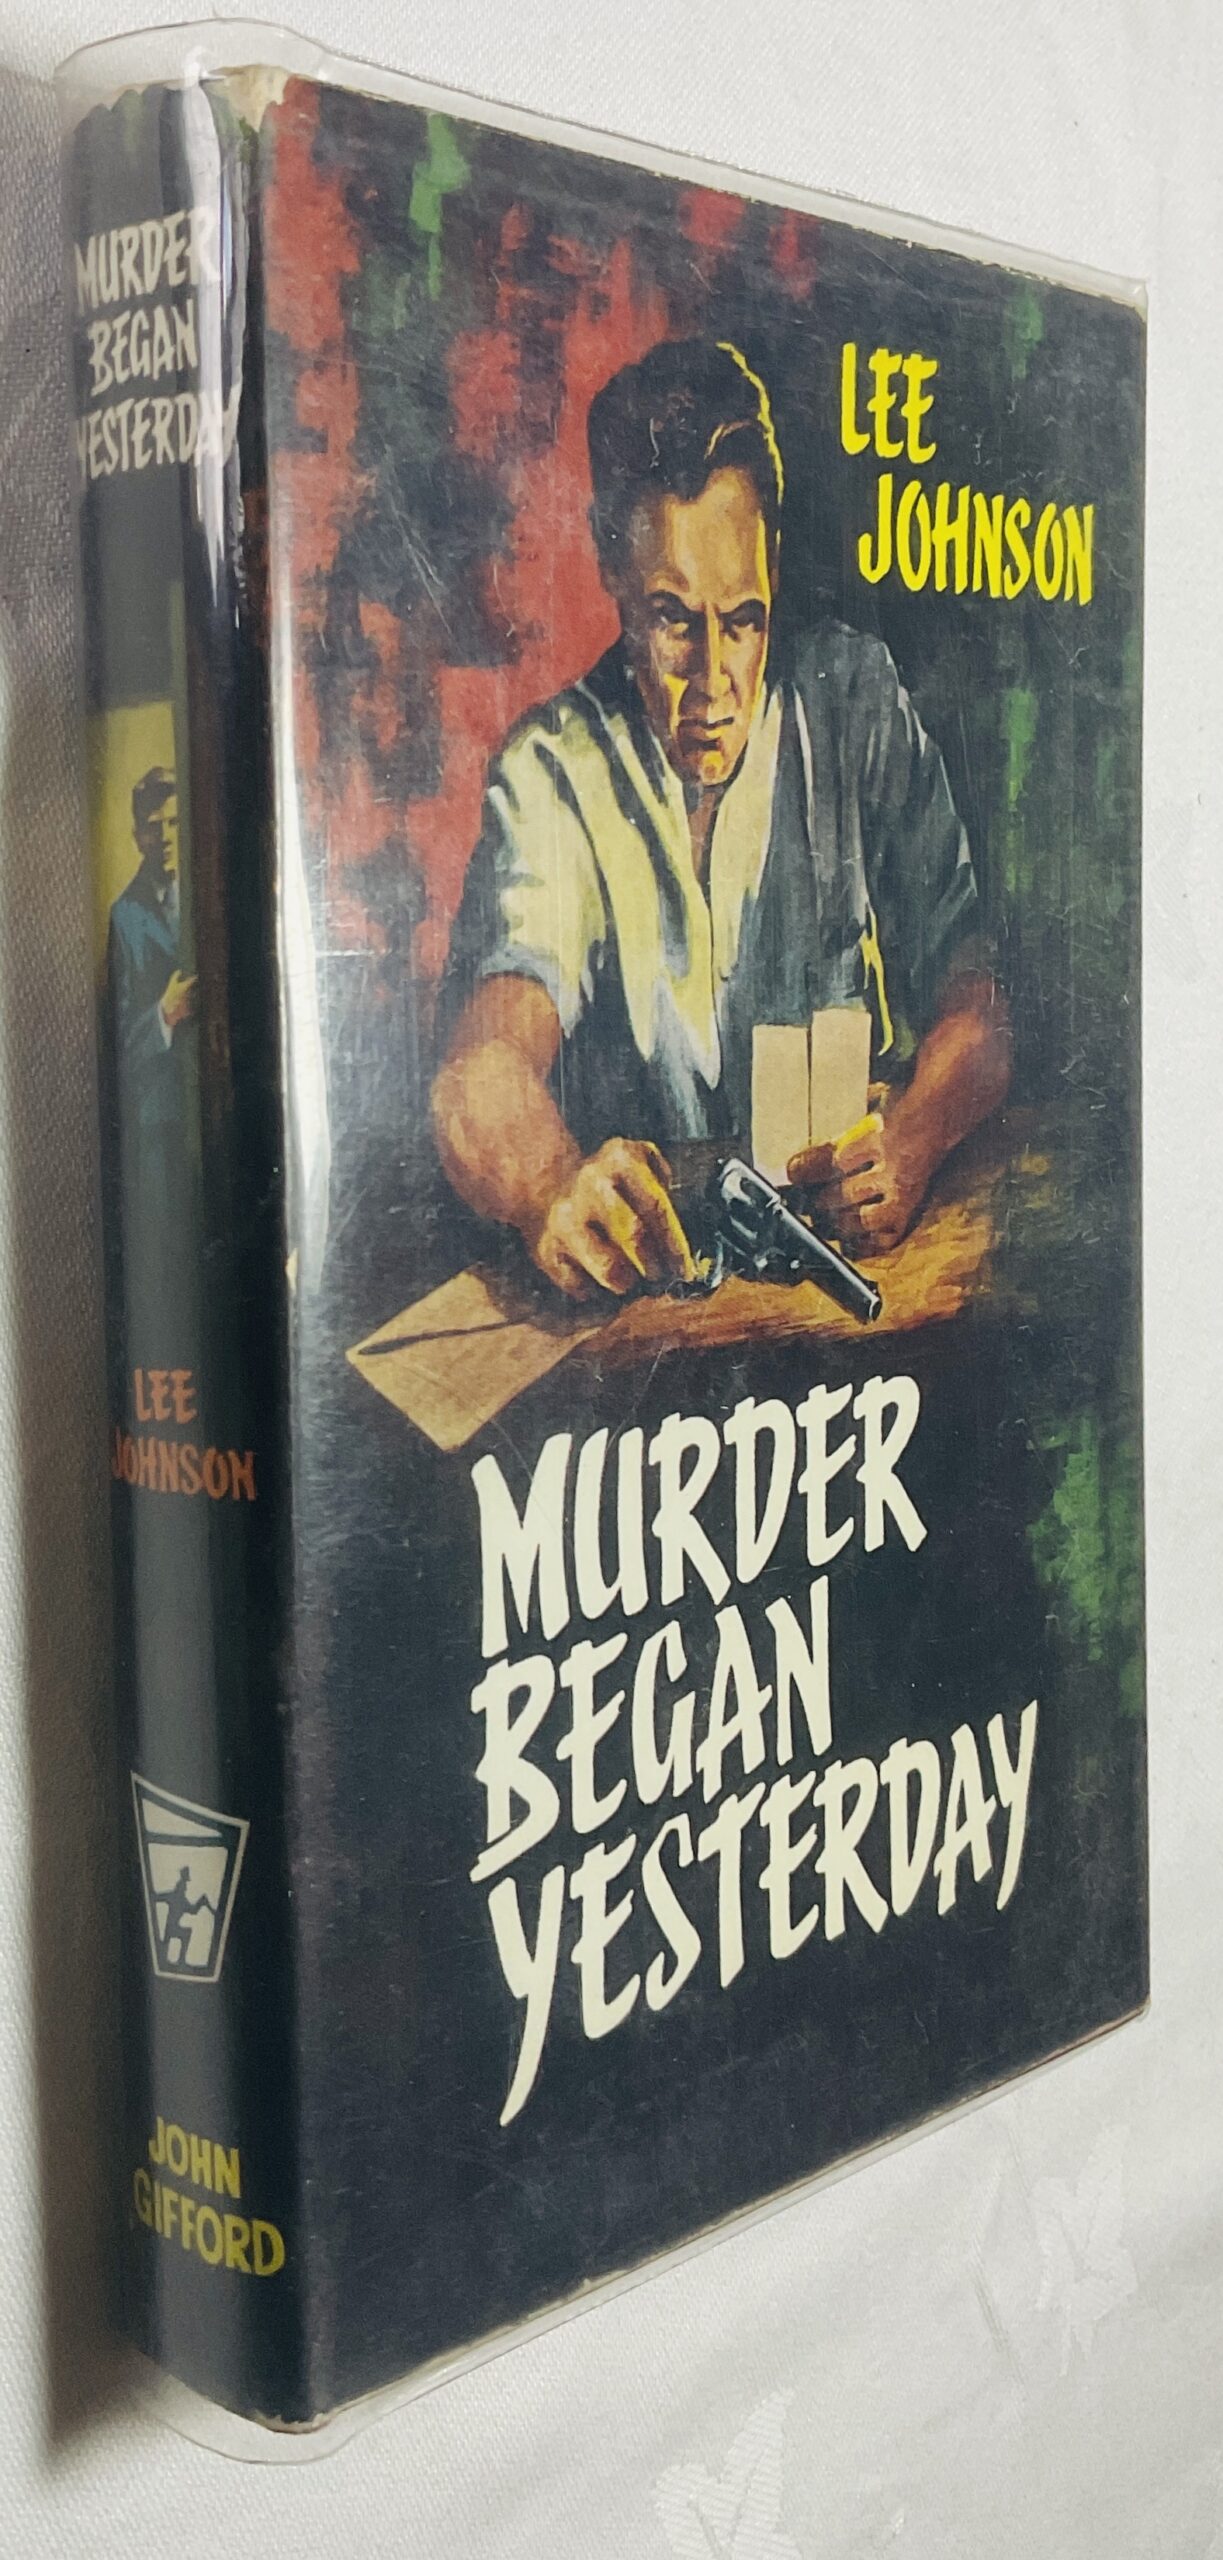 MURDER
BEGAN
YESTERDAY
LEE
JOHNSON
JOHN
GIFFORD
LEE
JOHNSON
MURDER
BEGAN
YESTERDAY